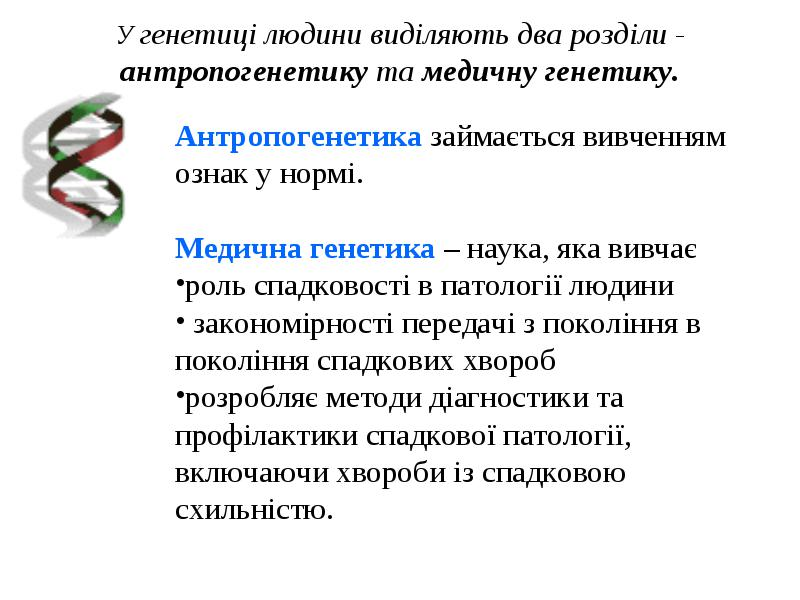 У генетиці людини виділяють два розділи -
антропогенетику та медичну генетику.
Антропогенетика займається вивченням
ознак у нормі.
Медична генетика – наука, яка вивчає
•роль спадковості в патології людини
• закономірності передачі з покоління в
покоління спадкових хвороб
•розробляє методи діагностики та
профілактики спадкової патології,
включаючи хвороби із спадковою
схильністю.